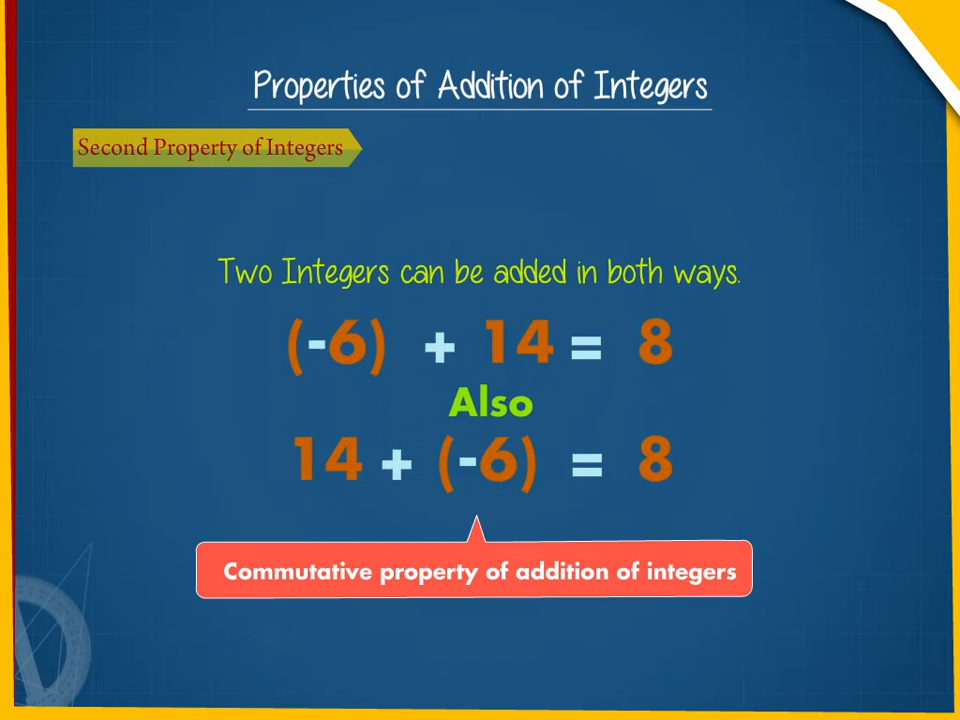 Properties of Addition of Integers
Second Property of Integers
Two Integers can be added in both ways.
(-6) + 14 = 8
Also
14 + (-6) = 8
Commutative property of addition of integers